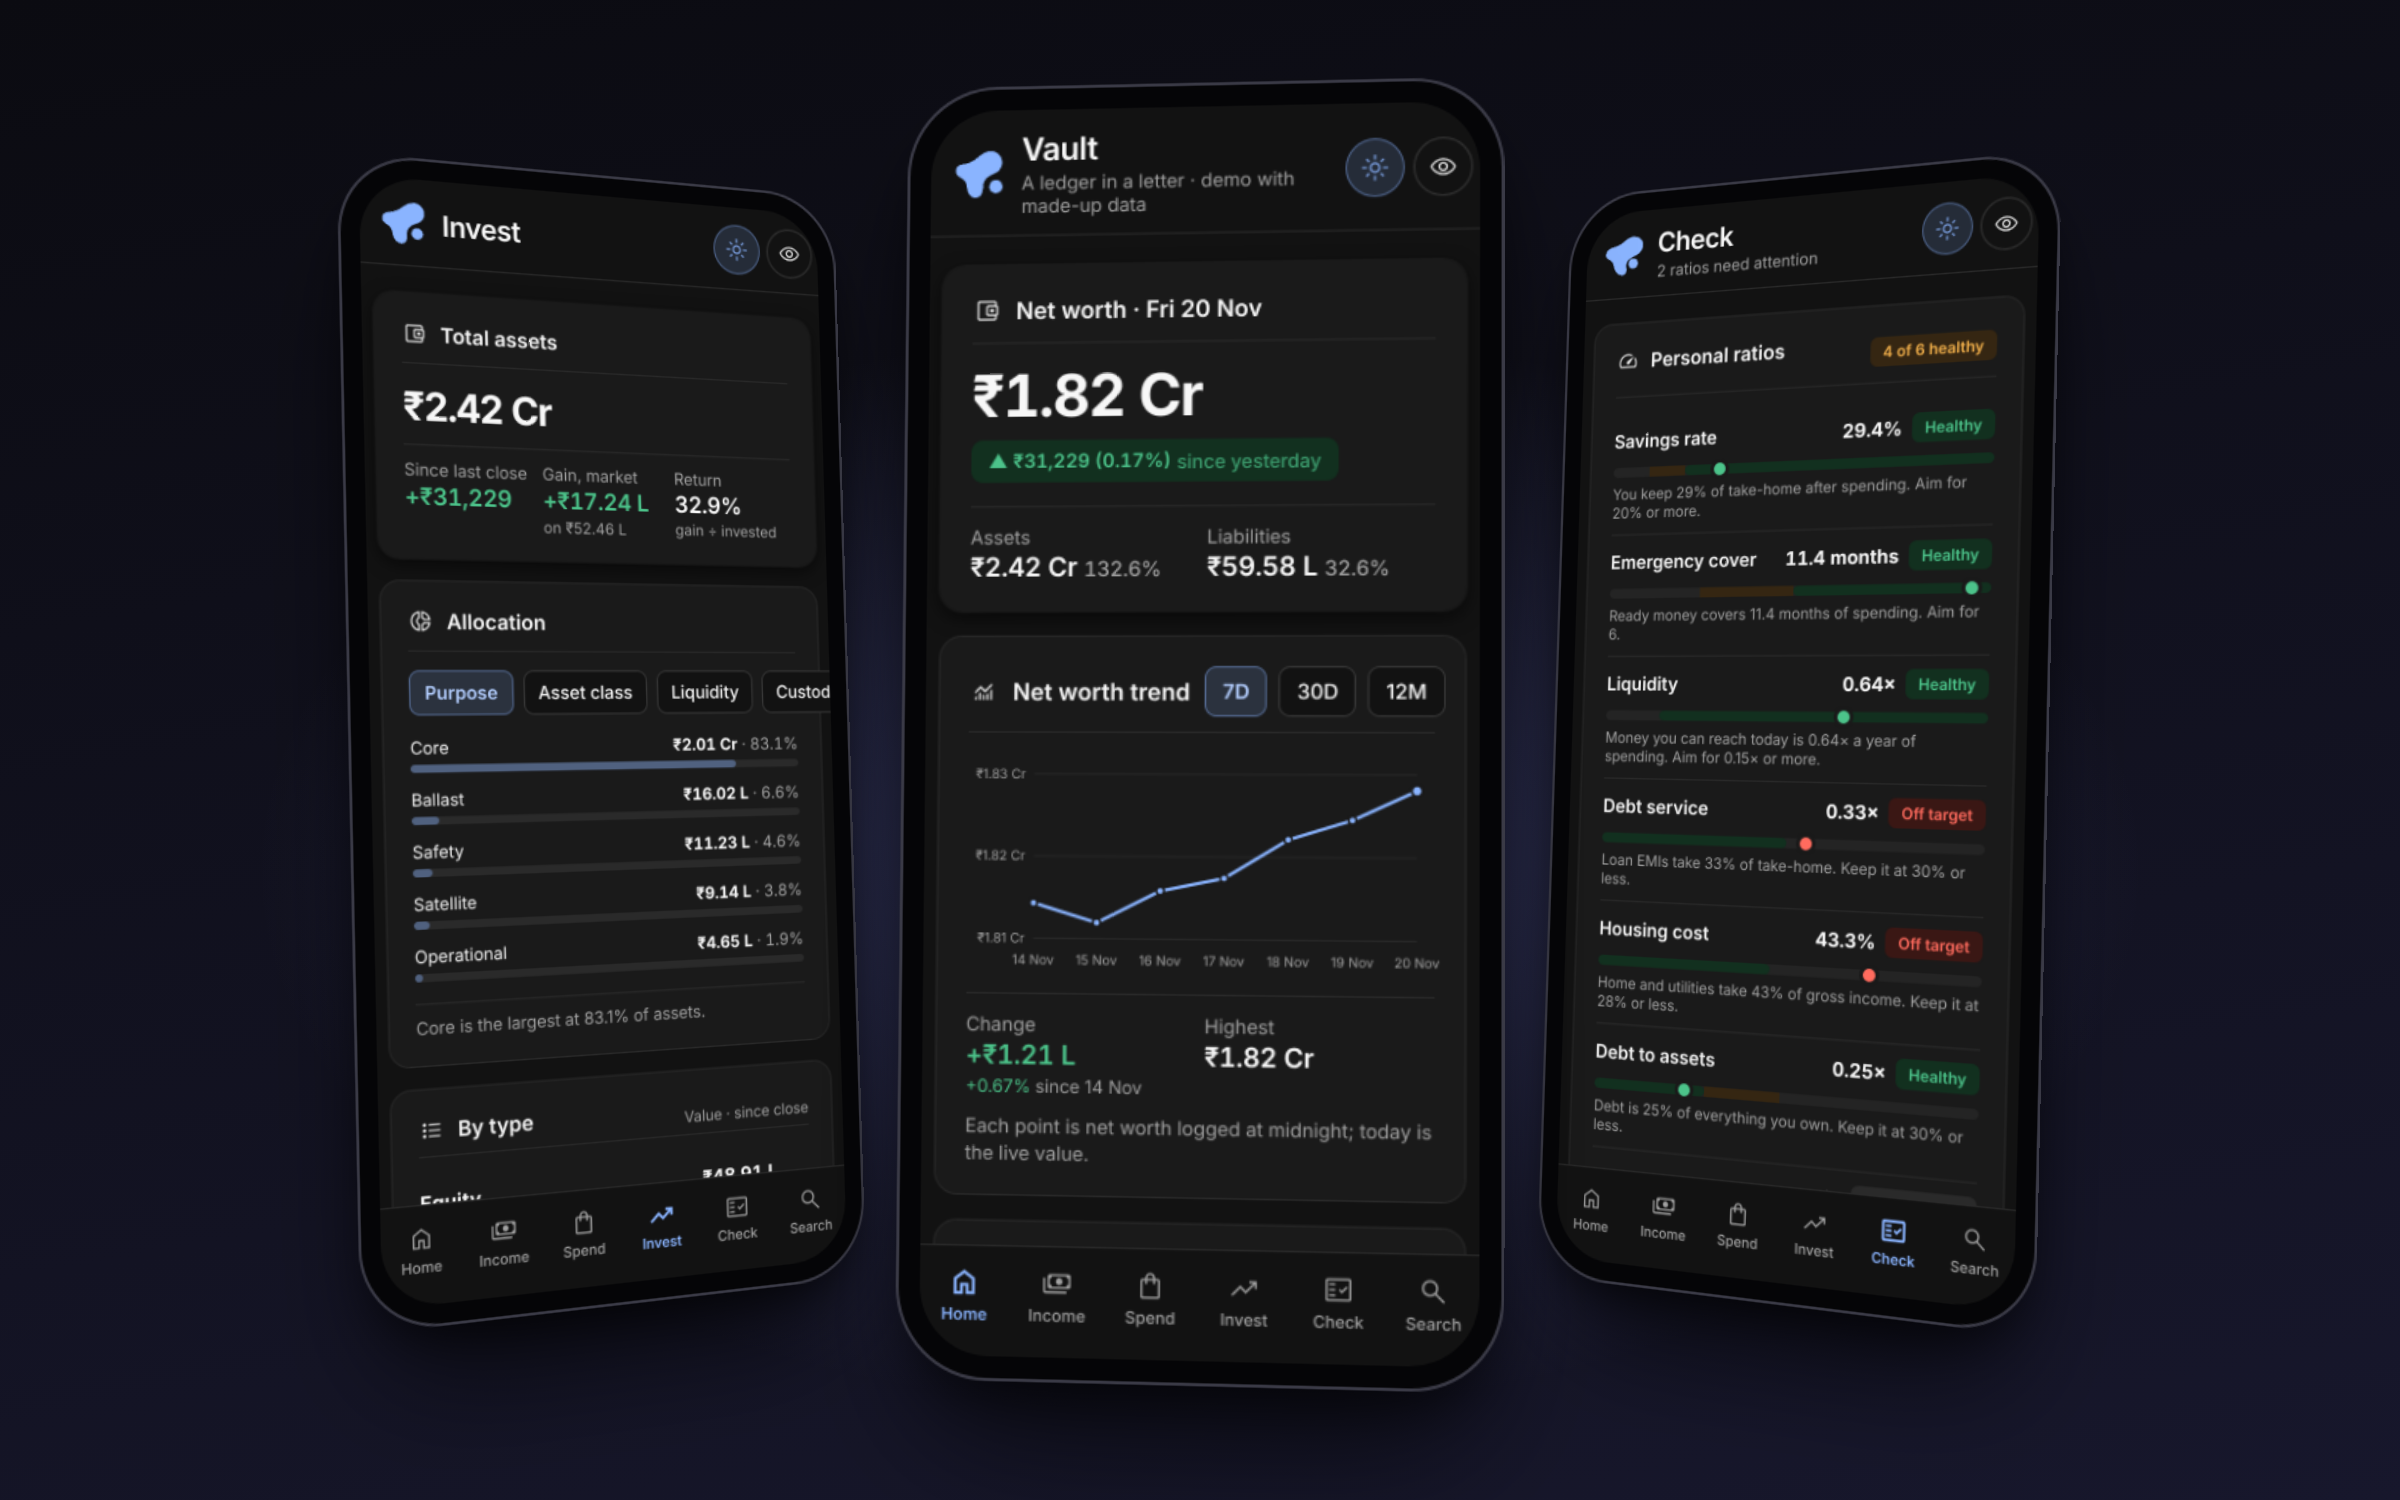 Invest
Total assets
₹2.42 Cr
Since last close
+₹31,229
Gain, market
+₹17.24 L
on ₹52.46 L
Return
32.9%
gain ÷ invested
Allocation
Purpose
Asset class
Liquidity
Custod
Core
₹2.01 Cr · 83.1%
Ballast
₹16.02 L · 6.6%
Safety
₹11.23 L · 4.6%
Satellite
₹9.14 L · 3.8%
Operational
₹4.65 L · 1.9%
Core is the largest at 83.1% of assets.
By type
Value · since close
Equity
₹48.91 L
Home
Income
Spend
Invest
Check
Search
Vault
A ledger in a letter · demo with
made-up data
Net worth · Fri 20 Nov
₹1.82 Cr
▲ ₹31,229 (0.17%) since yesterday
Assets
₹2.42 Cr 132.6%
Liabilities
₹59.58 L 32.6%
Net worth trend
7D
30D
12M
₹1.83 Cr
₹1.82 Cr
₹1.81 Cr
14 Nov
15 Nov
16 Nov
17 Nov
18 Nov
19 Nov
20 Nov
Change
+₹1.21 L
+0.67% since 14 Nov
Highest
₹1.82 Cr
Each point is net worth logged at midnight; today is
the live value.
Home
Income
Spend
Invest
Check
Search
Check
2 ratios need attention
Personal ratios
4 of 6 healthy
Savings rate
29.4%
Healthy
You keep 29% of take-home after spending. Aim for
20% or more.
Emergency cover
11.4 months
Healthy
Ready money covers 11.4 months of spending. Aim for
6.
Liquidity
0.64×
Healthy
Money you can reach today is 0.64× a year of
spending. Aim for 0.15× or more.
Debt service
0.33×
Off target
Loan EMIs take 33% of take-home. Keep it at 30% or
less.
Housing cost
43.3%
Off target
Home and utilities take 43% of gross income. Keep it at
28% or less.
Debt to assets
0.25×
Healthy
Debt is 25% of everything you own. Keep it at 30% or
less.
Home
Income
Spend
Invest
Check
Search